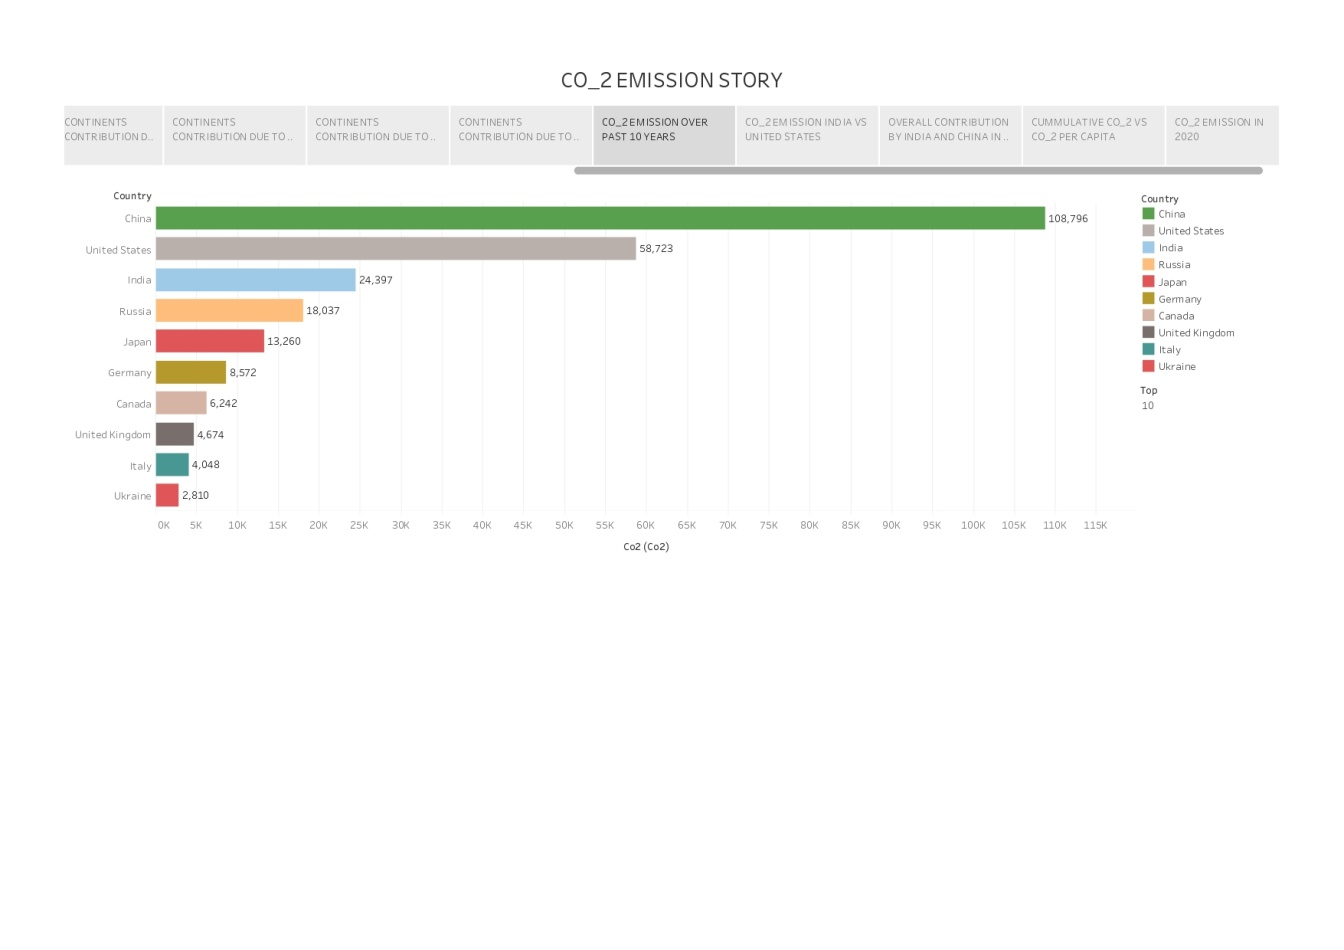 CO_2 EMISSION STORY
CONTINENTS
CONTRIBUTION D..
CONTINENTS
CONTRIBUTION DUE TO ..
CONTINENTS
CONTRIBUTION DUE TO ..
CONTINENTS
CONTRIBUTION DUE TO ..
CO_2 EMISSION OVER
PAST 10 YEARS
CO_2 EMISSION INDIA VS
UNITED STATES
OVERALL CONTRIBUTION
BY INDIA AND CHINA IN ..
CUMMULATIVE CO_2 VS
CO_2 PER CAPITA
CO_2 EMISSION IN
2020
Country
China 108,796
United States 58,723
India 24,397
Russia 18,037
Japan 13,260
Germany 8,572
Canada 6,242
United Kingdom 4,674
Italy 4,048
Ukraine 2,810
0K 5K 10K 15K 20K 25K 30K 35K 40K 45K 50K 55K 60K 65K 70K 75K 80K 85K 90K 95K 100K 105K 110K 115K
Co2 (Co2)
Country
China
United States
India
Russia
Japan
Germany
Canada
United Kingdom
Italy
Ukraine
Top
10